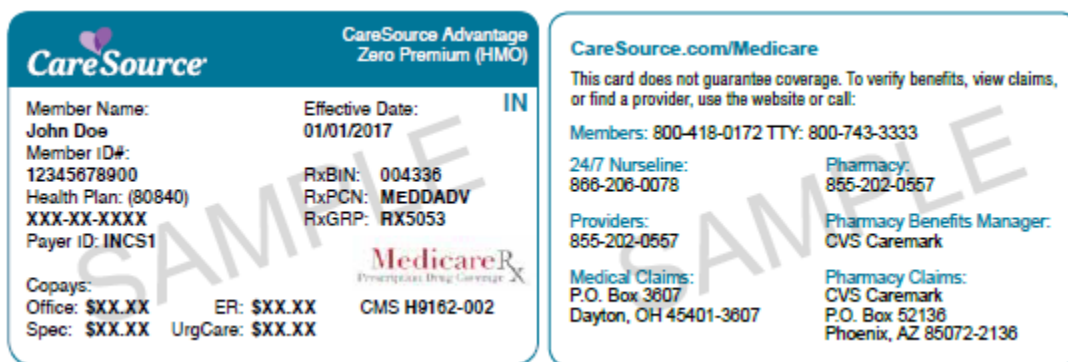 CareSource
CareSource Advantage
Zero Premium (HMO)
IN
Member Name:
John Doe
Effective Date:
01/01/2017
Member ID#:
12345678900
Health Plan: (80840)
XXX-XX-XXXX
Payer ID: INCS1
RxBIN: 004336
RxPCN: MEDDADV
RxGRP: RX5053
MedicareRx
Prescription Drug Coverage
Copays:
Office: $XX.XX ER: $XX.XX
Spec: $XX.XX UrgCare: $XX.XX
CMS H9162-002
SAMPLE
CareSource.com/Medicare
This card does not guarantee coverage. To verify benefits, view claims,
or find a provider, use the website or call:
Members: 800-418-0172 TTY: 800-743-3333
24/7 Nurseline:
866-206-0078
Pharmacy:
855-202-0557
Providers:
855-202-0557
Pharmacy Benefits Manager:
CVS Caremark
Medical Claims:
P.O. Box 3607
Dayton, OH 45401-3607
Pharmacy Claims:
CVS Caremark
P.O. Box 52136
Phoenix, AZ 85072-2136
SAMPLE